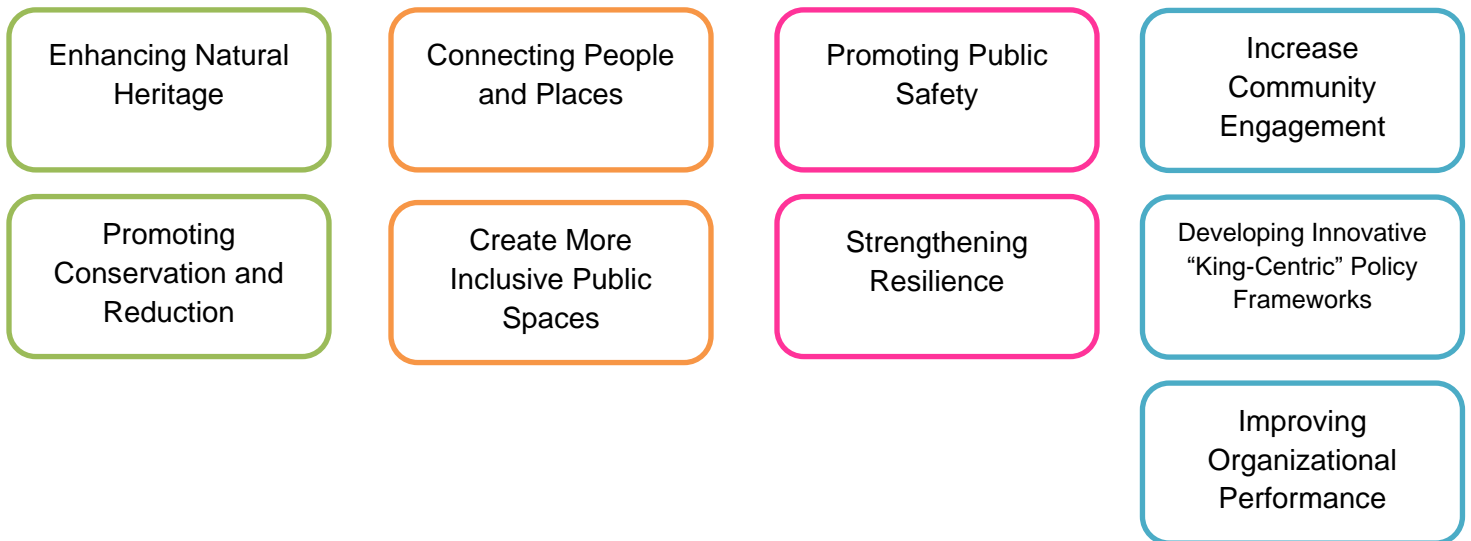 Enhancing Natural
Heritage
Connecting People
and Places
Promoting Public
Safety
Increase
Community
Engagement
Promoting
Conservation and
Reduction
Create More
Inclusive Public
Spaces
Strengthening
Resilience
Developing Innovative
“King-Centric” Policy
Frameworks
Improving
Organizational
Performance